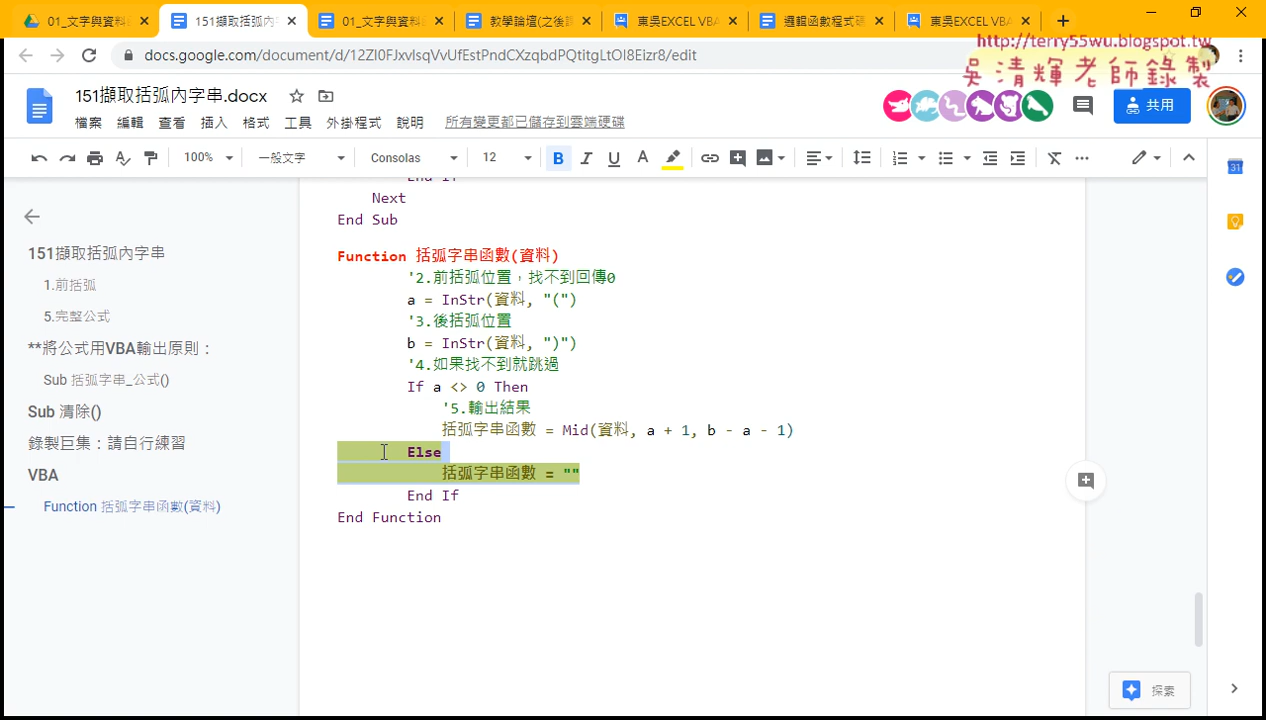 01_文字與資料
151擷取括弧內字
01_文字與資料
教學論壇(之後
東吳EXCEL VBA
邏輯函數程式碼
東吳EXCEL VBA
docs.google.com/document/d/12ZI0FJxvIsqVvUfEstPndCXzqbdPQtitgLtOI8Eizr8/edit
http://terry55wu.blogspot.tw
吳清輝老師錄製
151擷取括弧內字串.docx
檔案 編輯 查看 插入 格式 工具 外掛程式 說明 所有變更都已儲存到雲端硬碟
共用
100% 一般文字 Consolas 12 B I U A
31
End If
Next
End Sub
151擷取括弧內字串
1.前括弧
5.完整公式
**將公式用VBA輸出原則：
Sub 括弧字串_公式()
Sub 清除()
錄製巨集：請自行練習
VBA
Function 括弧字串函數(資料)
Function 括弧字串函數(資料)
'2.前括弧位置，找不到回傳0
a = InStr(資料, "(")
'3.後括弧位置
b = InStr(資料, ")")
'4.如果找不到就跳過
If a <> 0 Then
'5.輸出結果
括弧字串函數 = Mid(資料, a + 1, b - a - 1)
Else
括弧字串函數 = ""
End If
End Function
探索